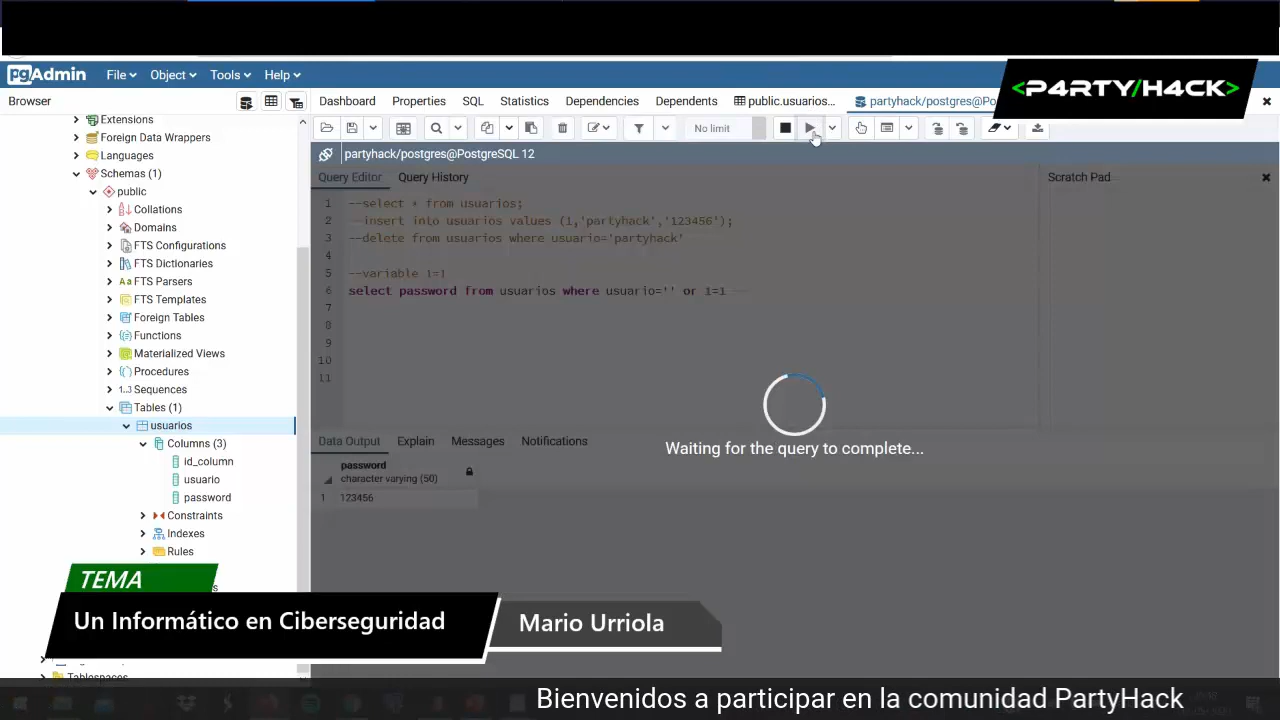 pgAdmin
File
Object
Tools
Help
<P4RTY/H4CK>
Browser
Dashboard
Properties
SQL
Statistics
Dependencies
Dependents
public.usuarios...
partyhack/postgres@Po
No limit
partyhack/postgres@PostgreSQL 12
Query Editor
Query History
Scratch Pad
Extensions
Foreign Data Wrappers
Languages
Schemas (1)
public
Collations
Domains
FTS Configurations
FTS Dictionaries
FTS Parsers
FTS Templates
Foreign Tables
Functions
Materialized Views
Procedures
Sequences
Tables (1)
usuarios
Columns (3)
id_column
usuario
password
Constraints
Indexes
Rules
1 --select * from usuarios;
2 --insert into usuarios values (1,'partyhack','123456');
3 --delete from usuarios where usuario='partyhack'
4
5 --variable 1=1
6 select password from usuarios where usuario='' or 1=1 --
7
8
9
10
11
Waiting for the query to complete...
Data Output
Explain
Messages
Notifications
password
character varying (50)
1 123456
TEMA
Un Informático en Ciberseguridad
Mario Urriola
Tablespaces
Bienvenidos a participar en la comunidad PartyHack